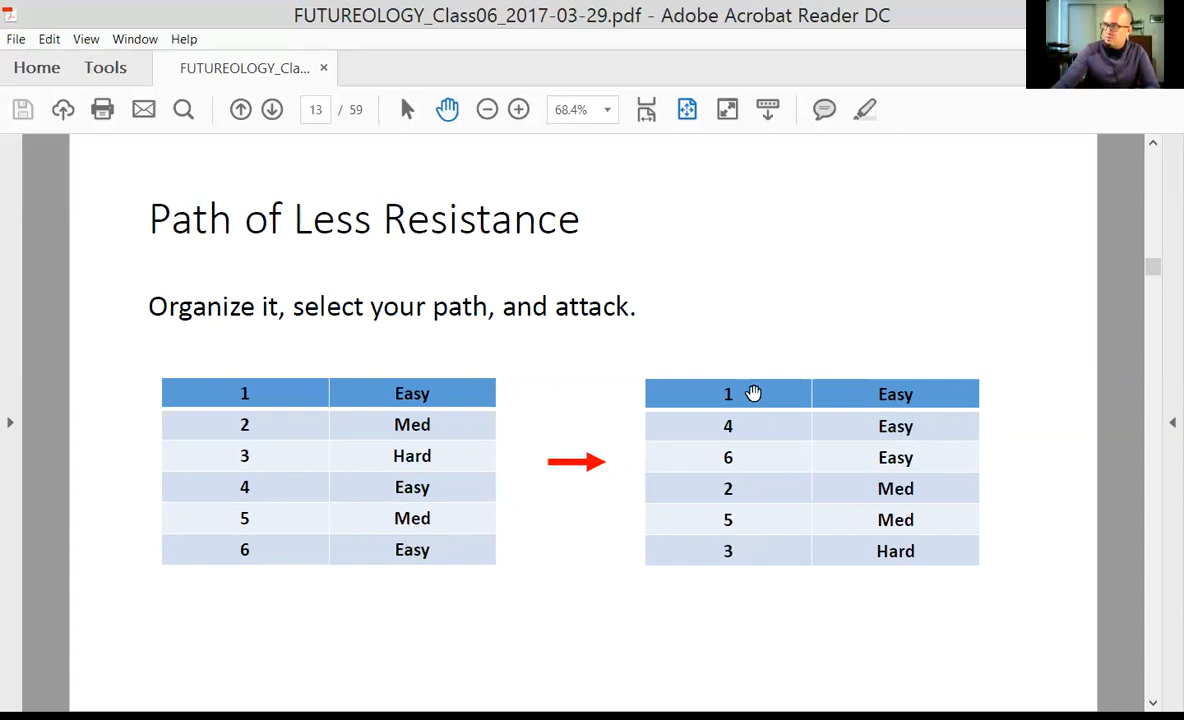 FUTUREOLOGY_Class06_2017-03-29.pdf - Adobe Acrobat Reader DC
File Edit View Window Help
Home Tools FUTUREOLOGY_Cla... ×
13 / 59 68.4%
Path of Less Resistance
Organize it, select your path, and attack.
1 Easy
2 Med
3 Hard
4 Easy
5 Med
6 Easy
1 Easy
4 Easy
6 Easy
2 Med
5 Med
3 Hard